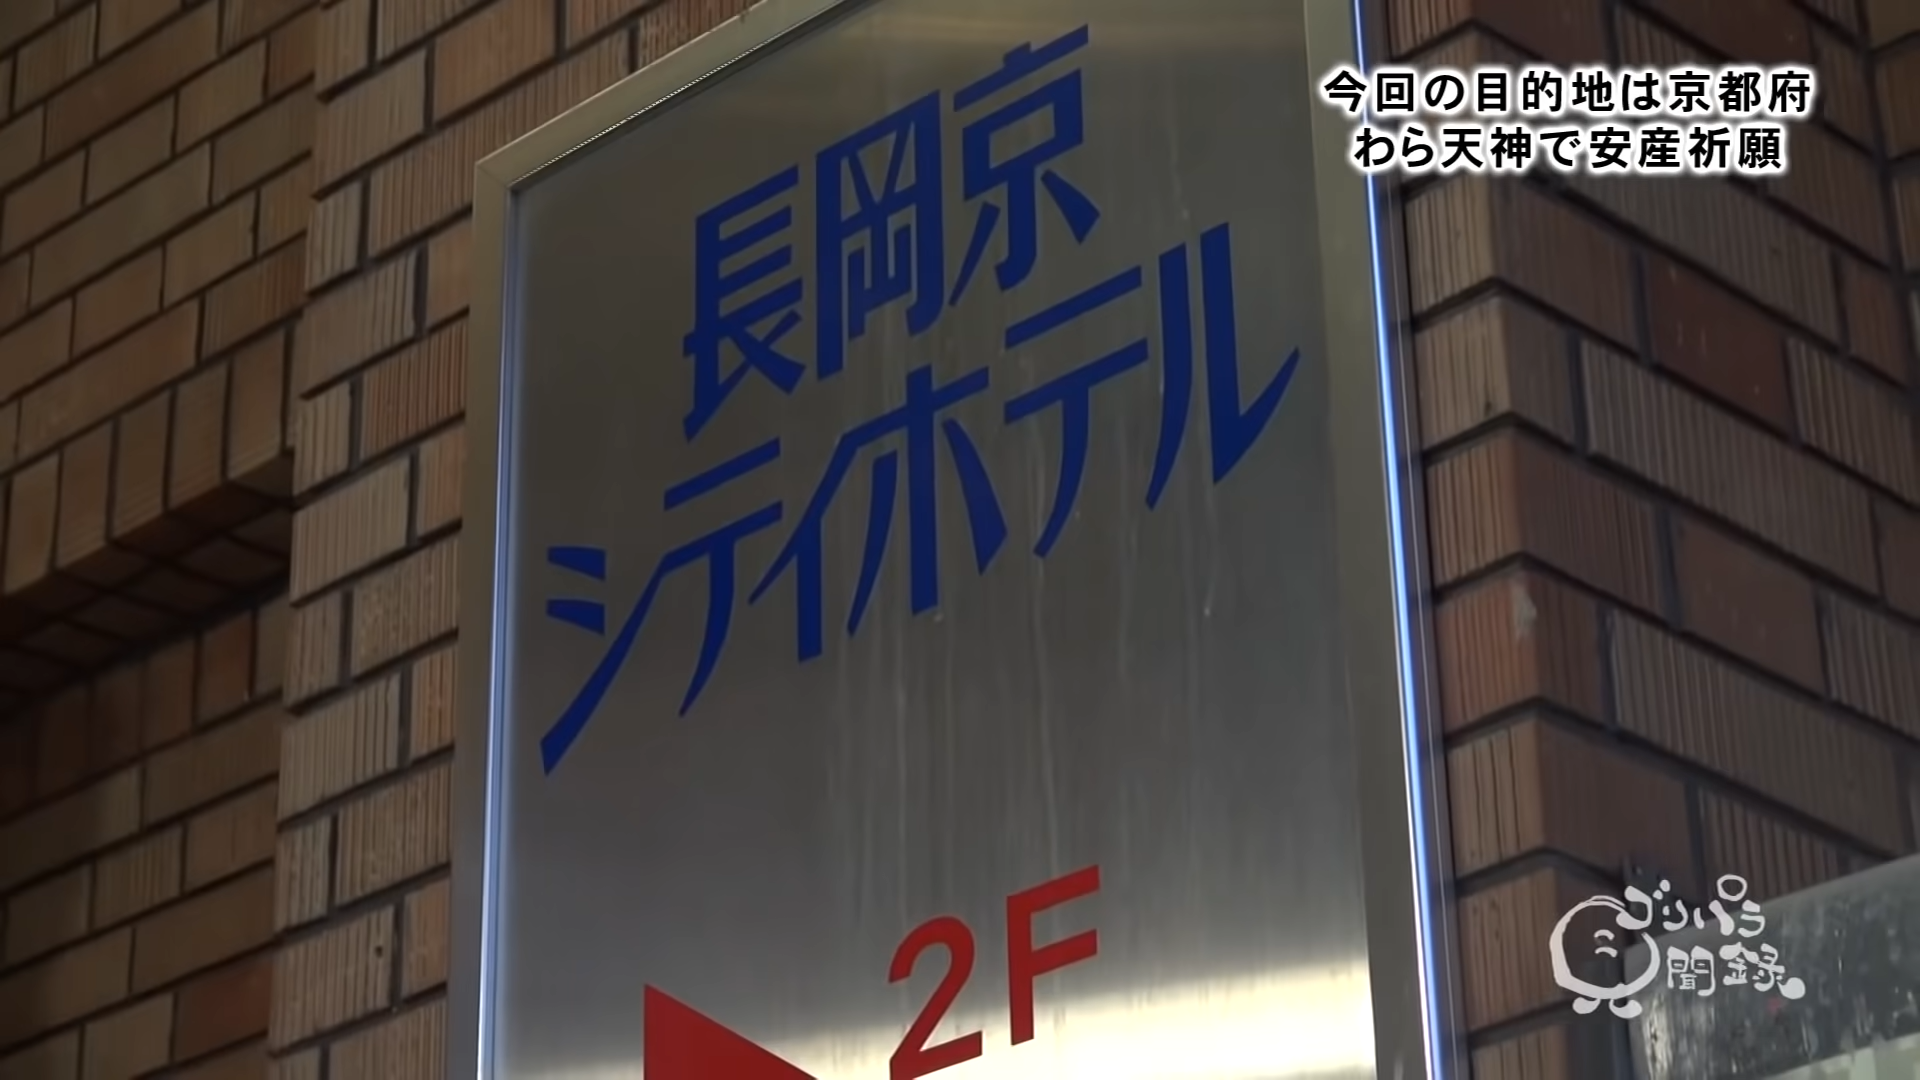 今回の目的地は京都府
わら天神で安産祈願
長岡京
シティホテル
2F
ゴリパラ
見聞録